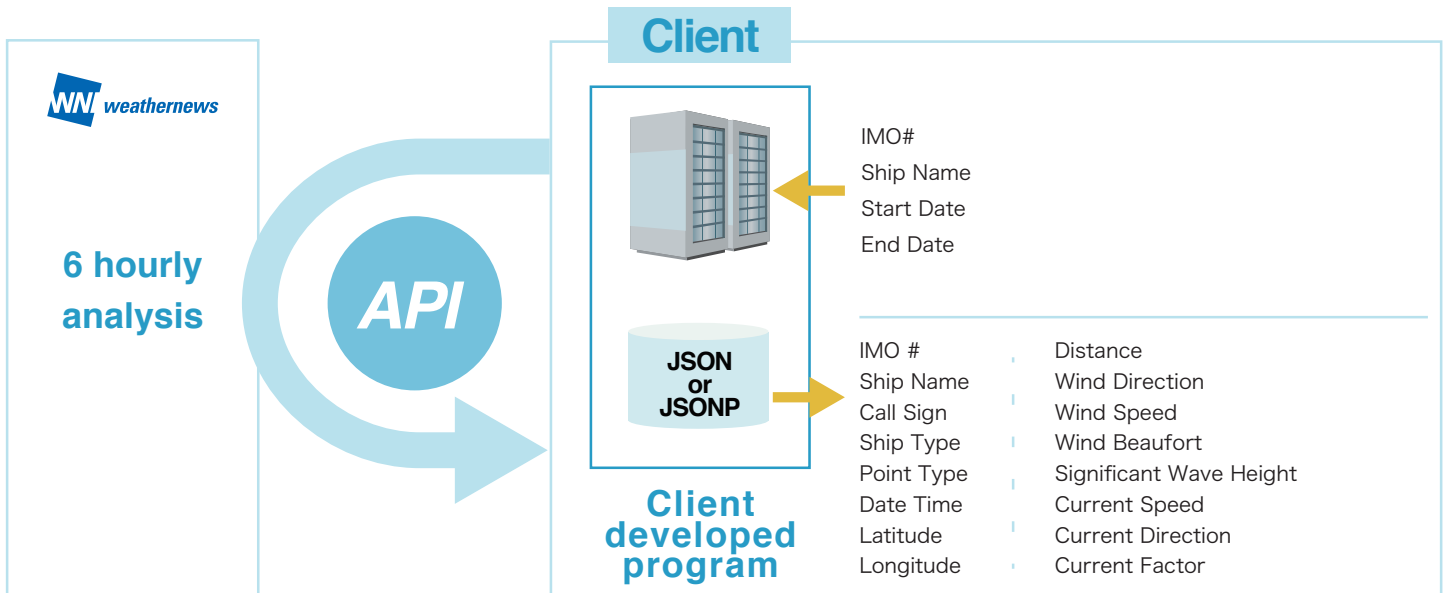 Client
WNI weathernews
6 hourly
analysis
API
IMO#
Ship Name
Start Date
End Date
JSON
or
JSONP
Client
developed
program
IMO #
Ship Name
Call Sign
Ship Type
Point Type
Date Time
Latitude
Longitude
Distance
Wind Direction
Wind Speed
Wind Beaufort
Significant Wave Height
Current Speed
Current Direction
Current Factor